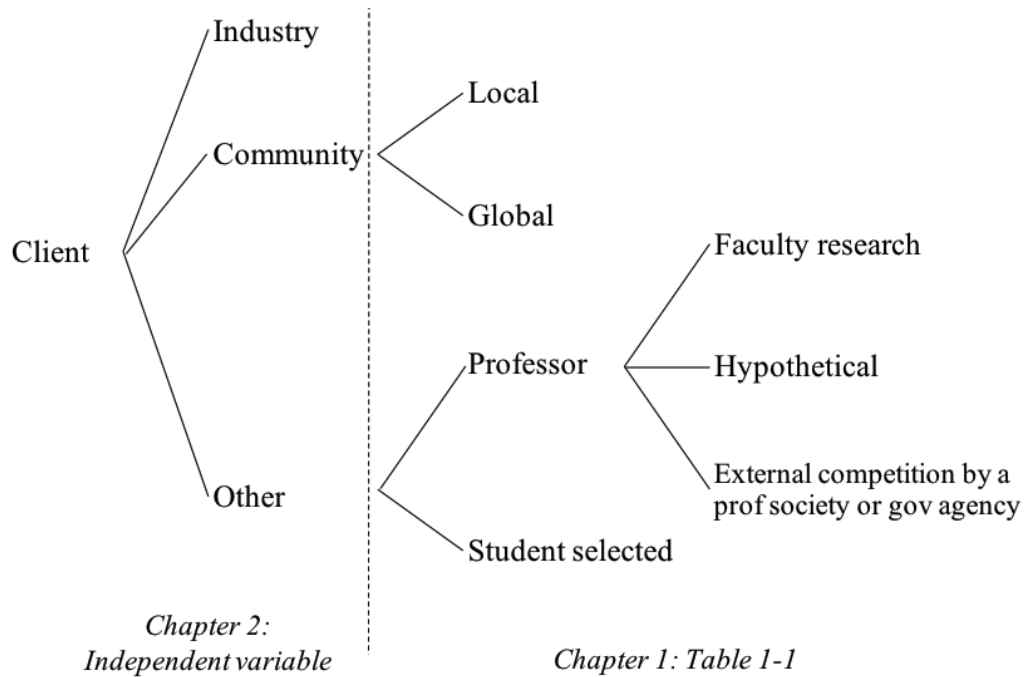 Industry
Local
Community
Global
Client
Faculty research
Professor
Hypothetical
External competition by a
prof society or gov agency
Other
Student selected
Chapter 2:
Independent variable
Chapter 1: Table 1-1